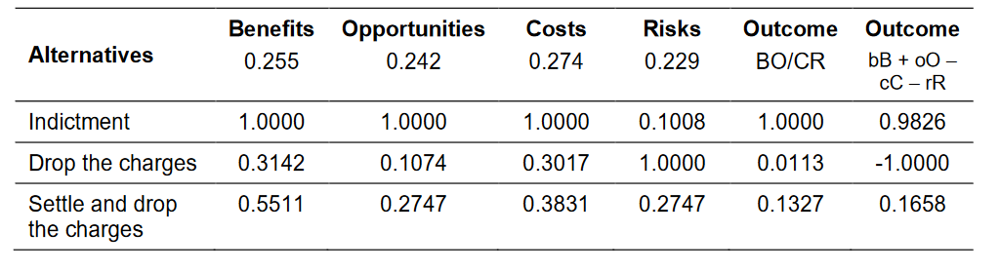 Alternatives Benefits Opportunities Costs Risks Outcome Outcome
0.255 0.242 0.274 0.229 BO/CR bB + oO –
cC – rR
Indictment 1.0000 1.0000 1.0000 0.1008 1.0000 0.9826
Drop the charges 0.3142 0.1074 0.3017 1.0000 0.0113 -1.0000
Settle and drop 0.5511 0.2747 0.3831 0.2747 0.1327 0.1658
the charges